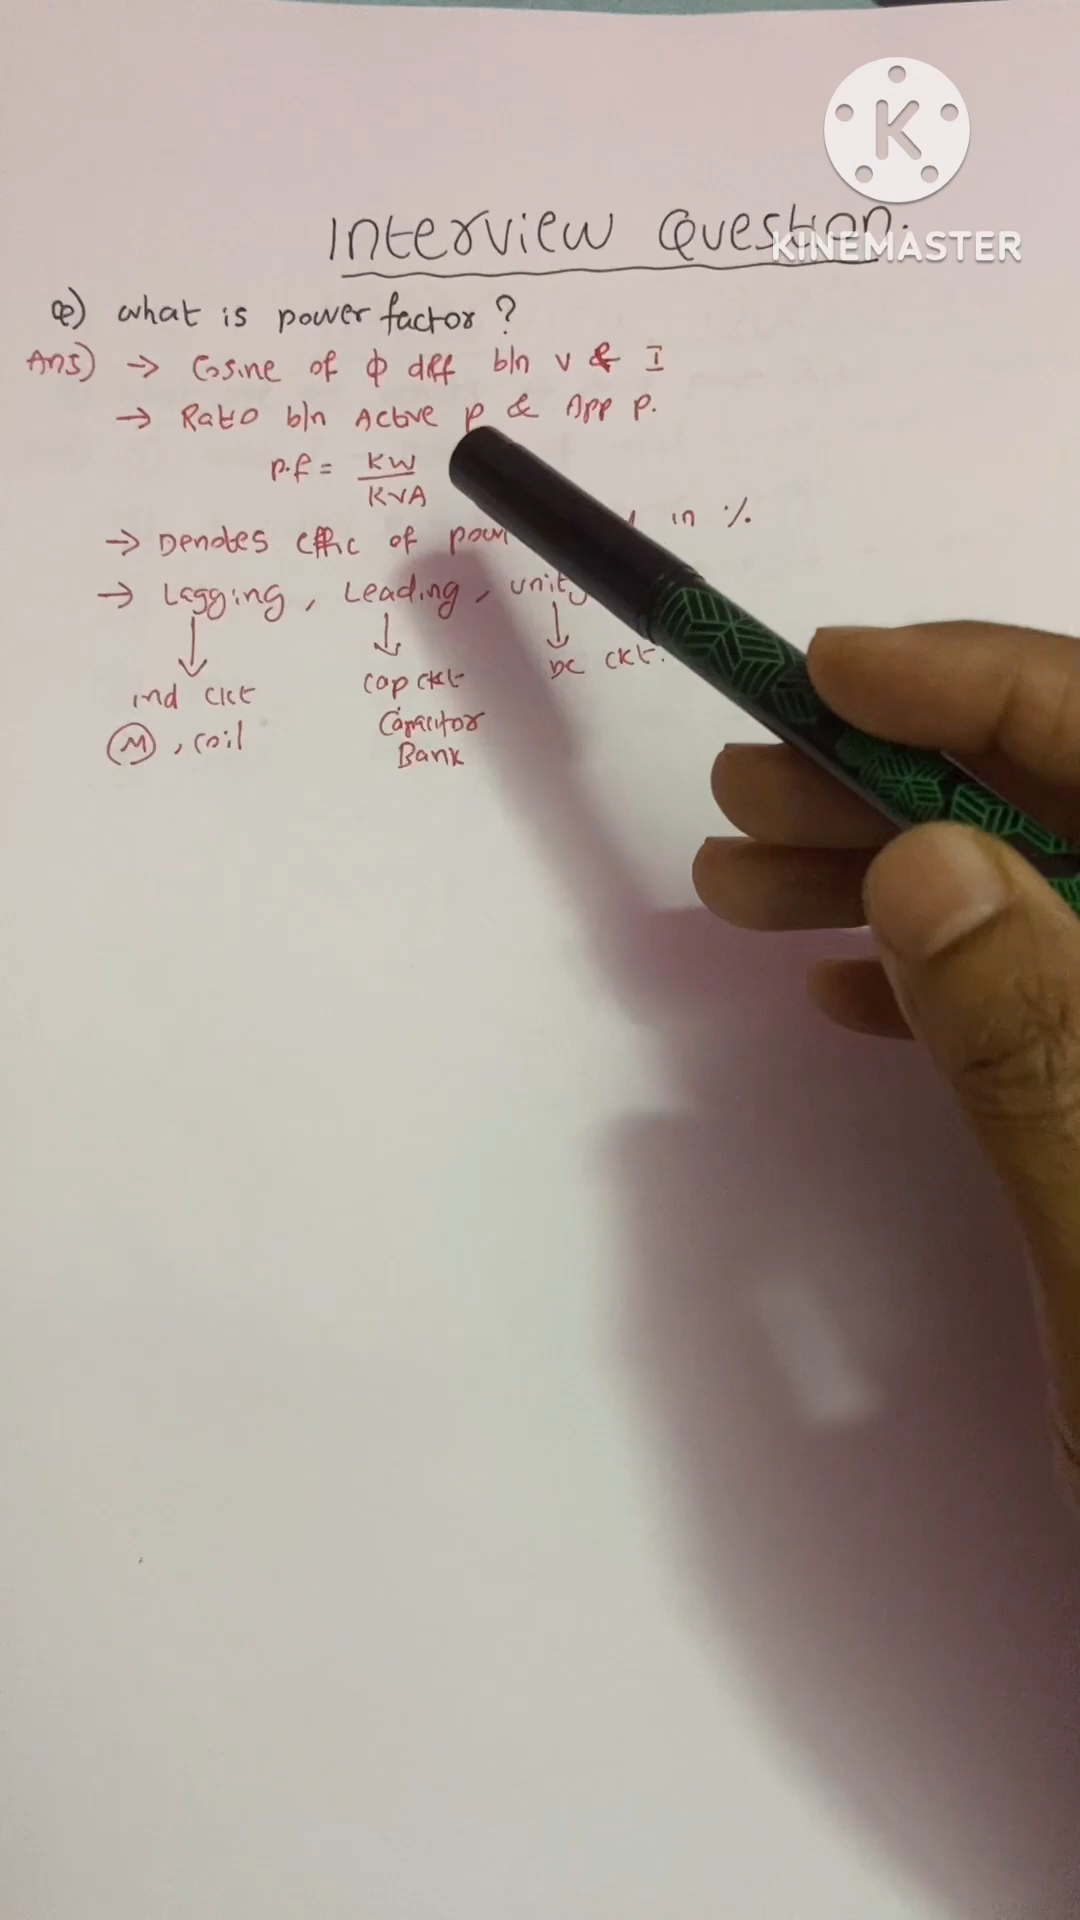 K
KINEMASTER
Interview Question.
Q) what is power factor ?
Ans) → Cosine of ϕ diff b/n V & I
→ Ratio b/n Active P & App P.
P.f = KW
KVA
→ Denotes effic of in %
→ Lagging, Leading, unity
ind ckt cap ckt DC ckt.
M, coil Capacitor
Bank